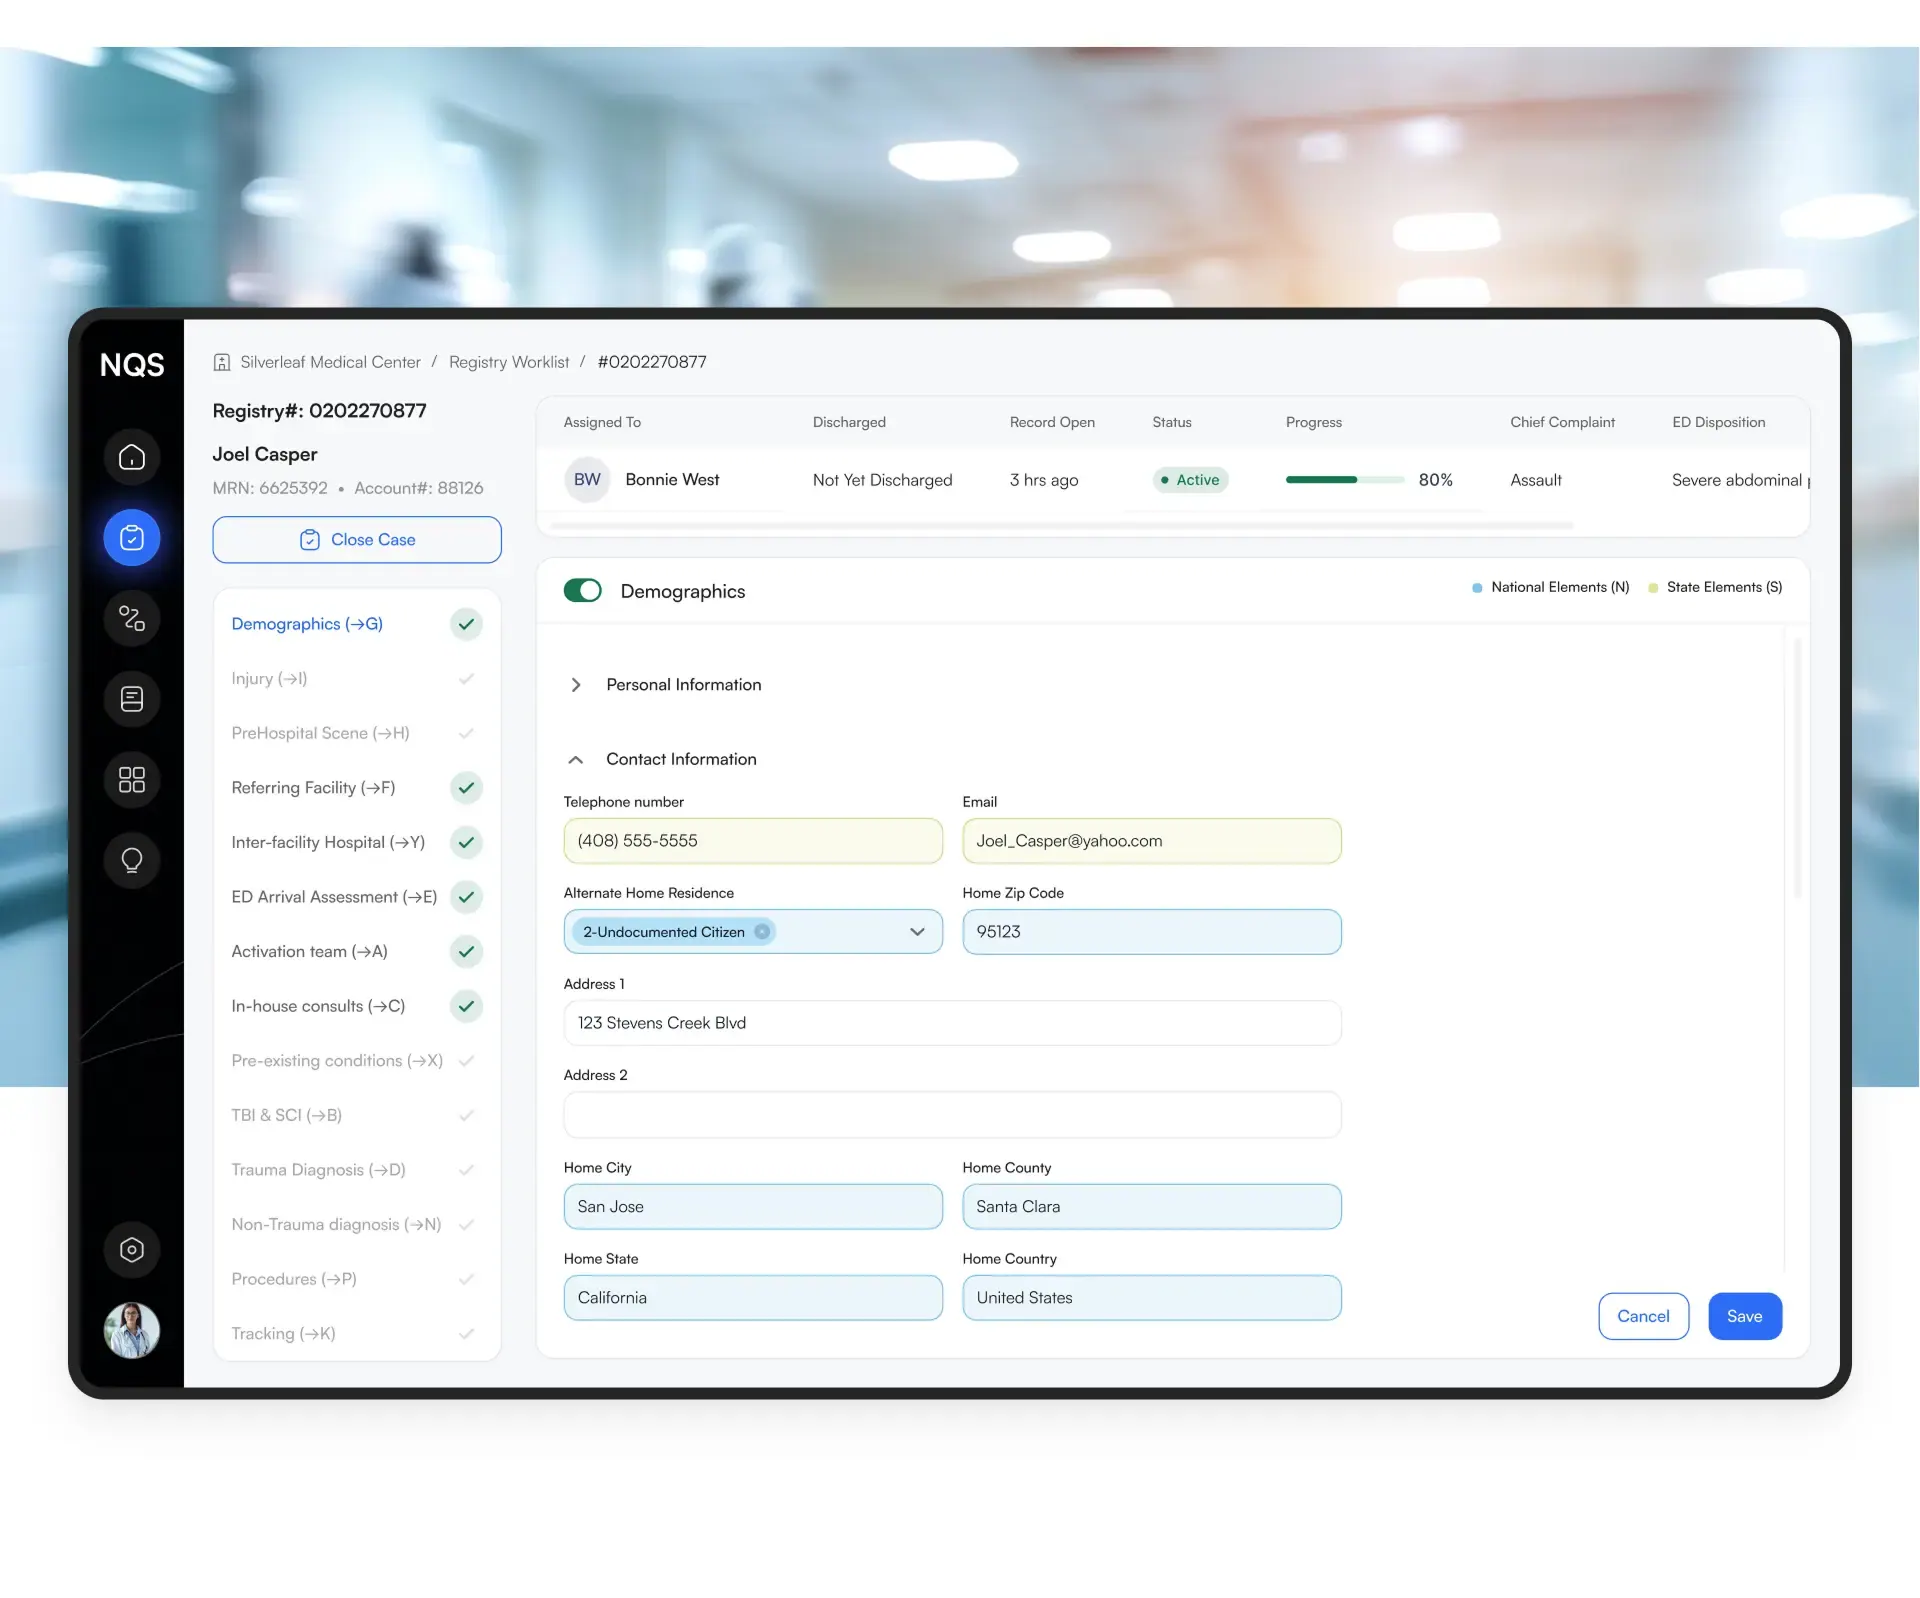 NQS
Silverleaf Medical Center / Registry Worklist / #0202270877
Registry#: 0202270877
Joel Casper
MRN: 6625392 • Account#: 88126
Close Case
Demographics (→G)
Injury (→I)
PreHospital Scene (→H)
Referring Facility (→F)
Inter-facility Hospital (→Y)
ED Arrival Assessment (→E)
Activation team (→A)
In-house consults (→C)
Pre-existing conditions (→X)
TBI & SCI (→B)
Trauma Diagnosis (→D)
Non-Trauma diagnosis (→N)
Procedures (→P)
Tracking (→K)
Assigned To Discharged Record Open Status Progress Chief Complaint ED Disposition
BW Bonnie West Not Yet Discharged 3 hrs ago Active 80% Assault Severe abdominal
Demographics
National Elements (N) State Elements (S)
Personal Information
Contact Information
Telephone number Email
(408) 555-5555 Joel_Casper@yahoo.com
Alternate Home Residence Home Zip Code
2-Undocumented Citizen 95123
Address 1
123 Stevens Creek Blvd
Address 2
Home City Home County
San Jose Santa Clara
Home State Home Country
California United States
Cancel Save